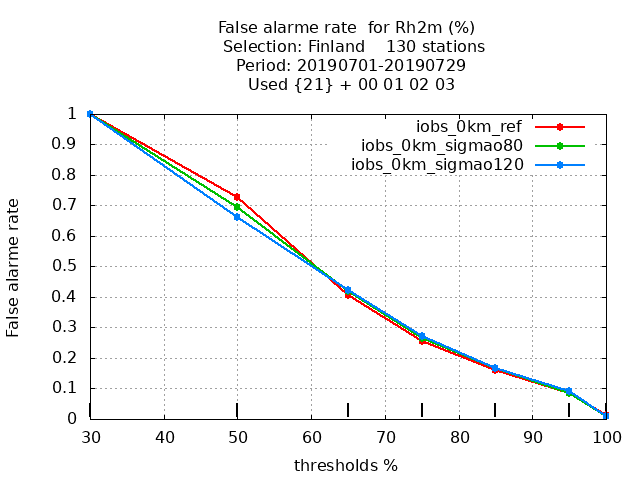 False alarme rate  for Rh2m (%)
Selection: Finland    130 stations
Period: 20190701-20190729
Used {21} + 00 01 02 03
iobs_0km_ref
iobs_0km_sigmao80
iobs_0km_sigmao120
False alarme rate
1
0.9
0.8
0.7
0.6
0.5
0.4
0.3
0.2
0.1
0
30 40 50 60 70 80 90 100
thresholds %